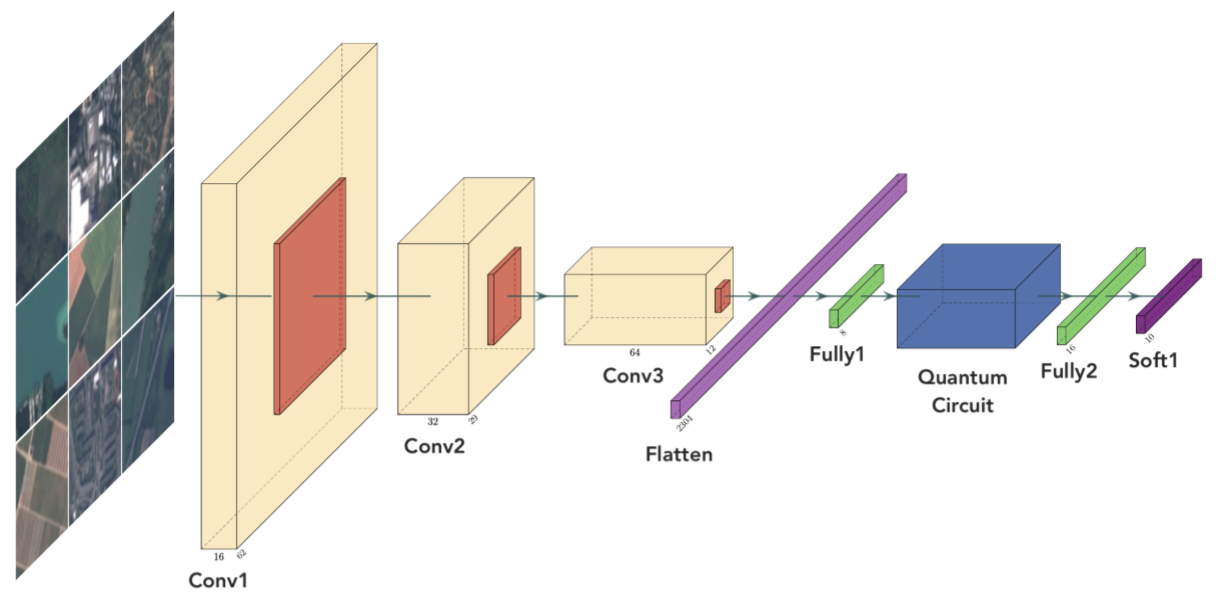 16
62
Conv1
32
29
Conv2
64
12
Conv3
2304
Flatten
8
Fully1
Quantum
Circuit
16
Fully2
10
Soft1